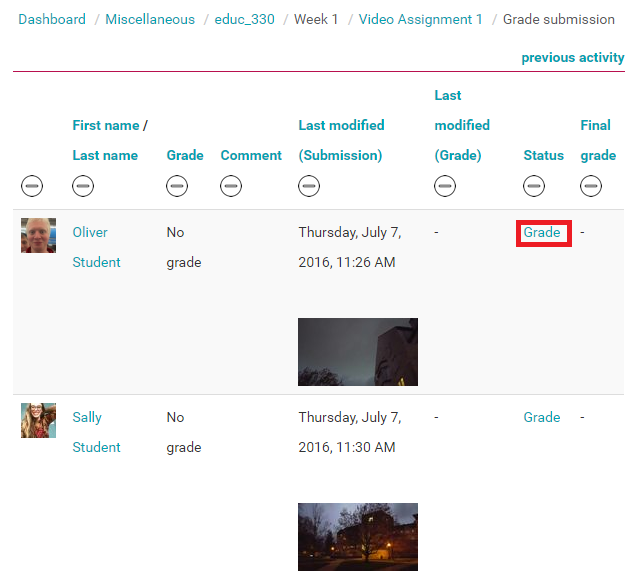 Dashboard / Miscellaneous / educ_330 / Week 1 / Video Assignment 1 / Grade submission
previous activity
First name /
Last name
Grade
Comment
Last modified
(Submission)
Last
modified
(Grade)
Status
Final
grade
Oliver
Student
No
grade
Thursday, July 7,
2016, 11:26 AM
-
Grade
-
Sally
Student
No
grade
Thursday, July 7,
2016, 11:30 AM
-
Grade
-